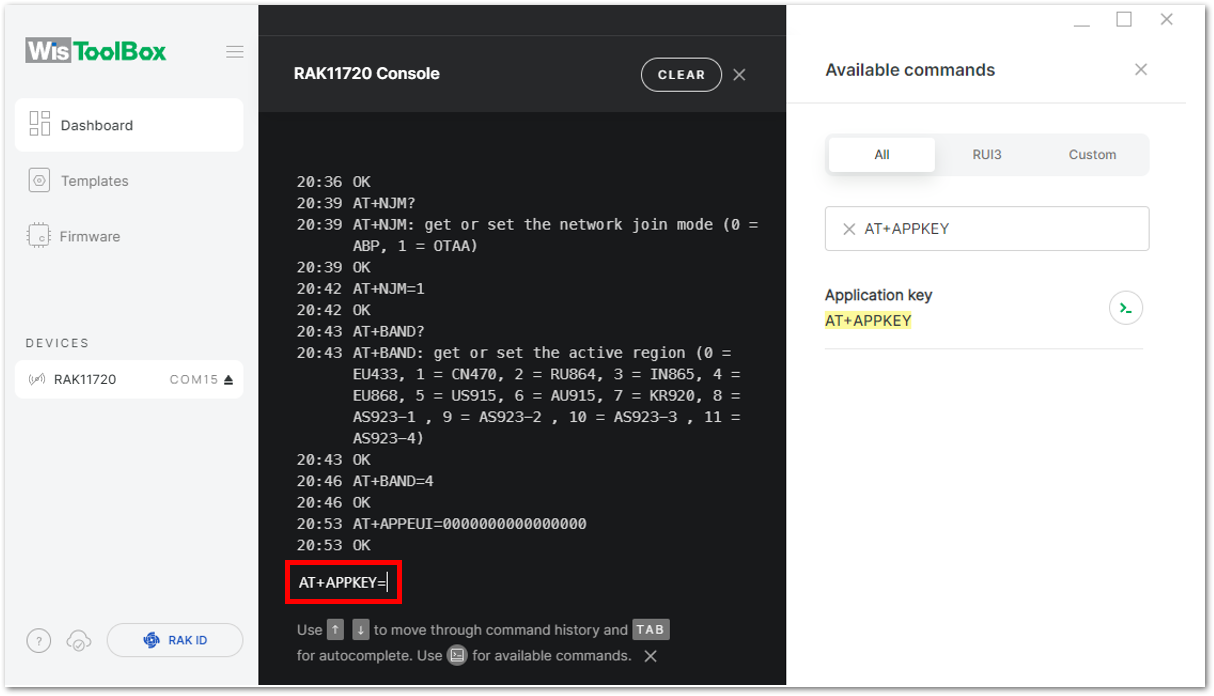 WisToolBox
Dashboard
Templates
Firmware
DEVICES
RAK11720 COM15
?
RAK ID
RAK11720 Console
CLEAR
20:36 OK
20:39 AT+NJM?
20:39 AT+NJM: get or set the network join mode (0 =
ABP, 1 = OTAA)
20:39 OK
20:42 AT+NJM=1
20:42 OK
20:43 AT+BAND?
20:43 AT+BAND: get or set the active region (0 =
EU433, 1 = CN470, 2 = RU864, 3 = IN865, 4 =
EU868, 5 = US915, 6 = AU915, 7 = KR920, 8 =
AS923-1 , 9 = AS923-2 , 10 = AS923-3 , 11 =
AS923-4)
20:43 OK
20:46 AT+BAND=4
20:46 OK
20:53 AT+APPEUI=0000000000000000
20:53 OK
AT+APPKEY=
Use ↑ ↓ to move through command history and TAB
for autocomplete. Use for available commands.
Available commands
All RUI3 Custom
AT+APPKEY
Application key
AT+APPKEY